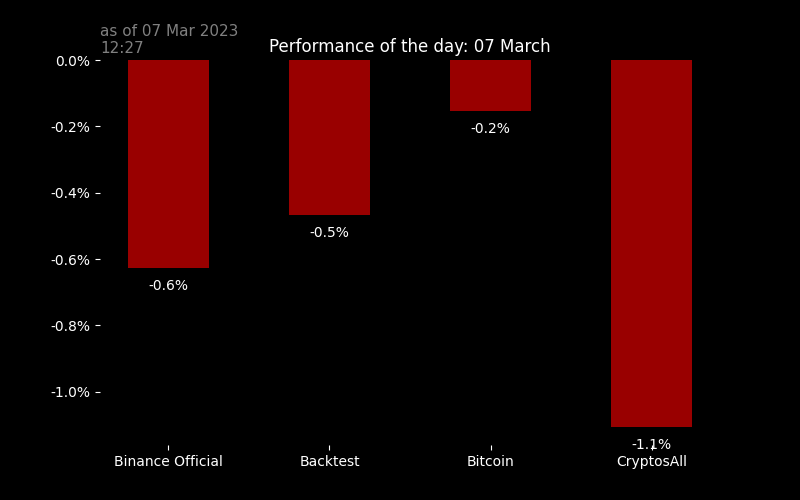 as of 07 Mar 2023
12:27
Performance of the day: 07 March
0.0%
-0.2%
-0.4%
-0.6%
-0.8%
-1.0%
-0.6%
-0.5%
-0.2%
-1.1%
Binance Official
Backtest
Bitcoin
CryptosAll